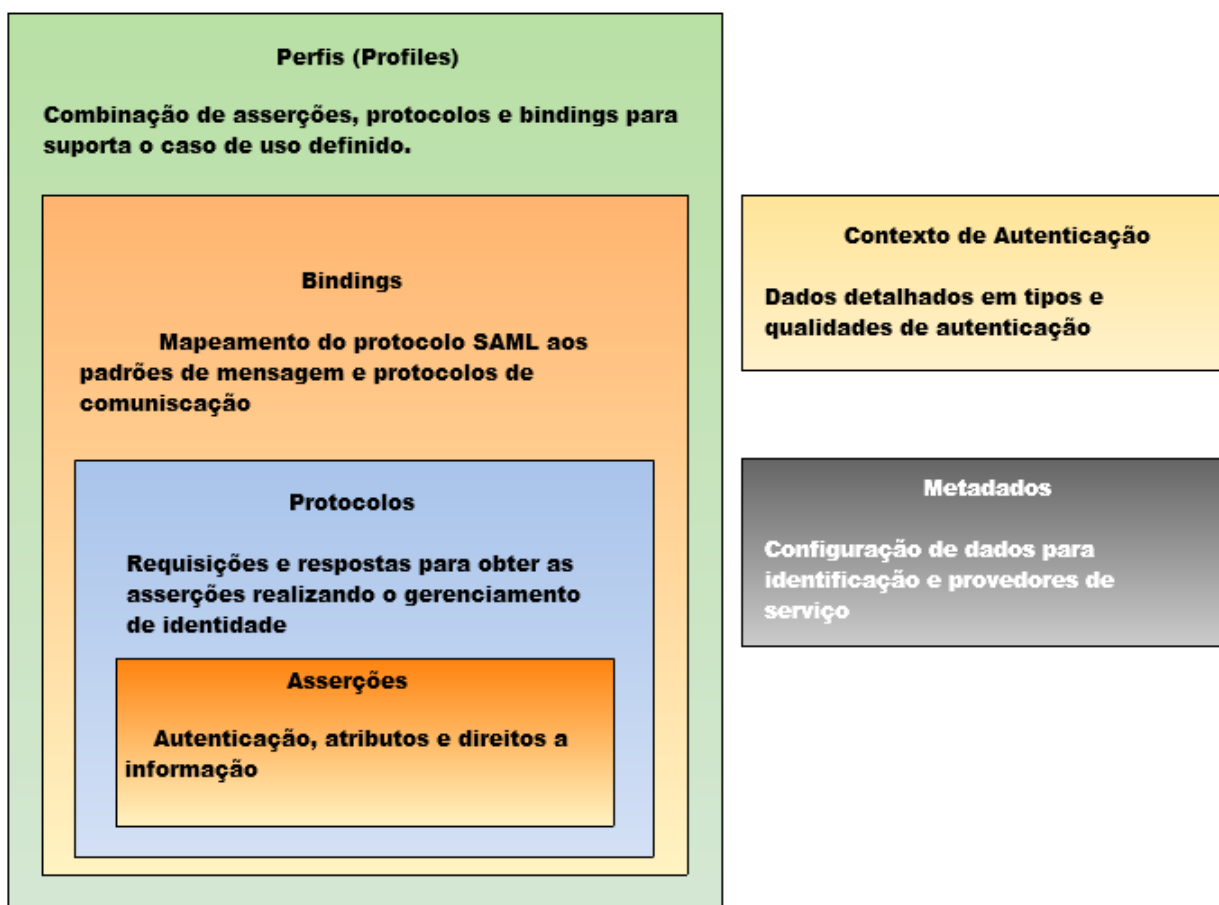 Perfis (Profiles)
Combinação de asserções, protocolos e bindings para
suporta o caso de uso definido.
Bindings
Mapeamento do protocolo SAML aos
padrões de mensagem e protocolos de
comuniscação
Protocolos
Requisições e respostas para obter as
asserções realizando o gerenciamento
de identidade
Asserções
Autenticação, atributos e direitos a
informação
Contexto de Autenticação
Dados detalhados em tipos e
qualidades de autenticação
Metadados
Configuração de dados para
identificação e provedores de
serviço